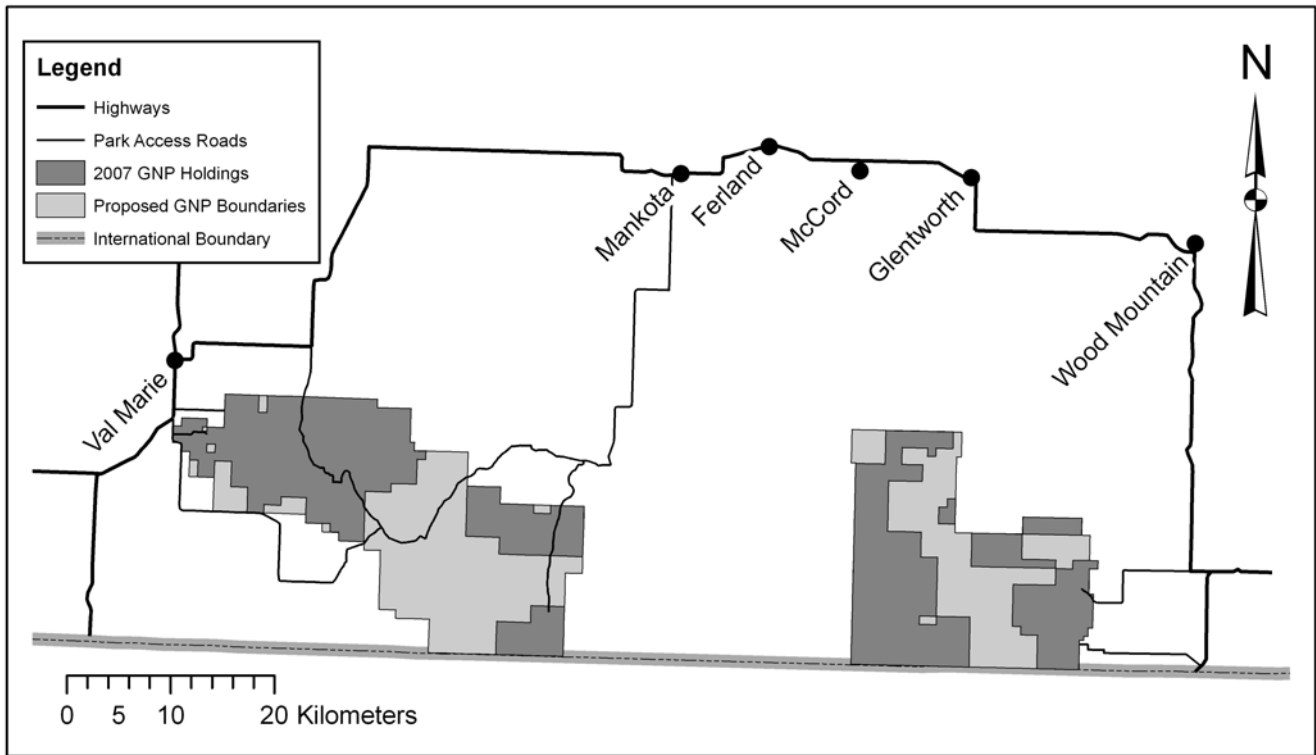 Legend
Highways
Park Access Roads
2007 GNP Holdings
Proposed GNP Boundaries
International Boundary
N
Mankota
Ferland
McCord
Glentworth
Wood Mountain
Val Marie
0 5 10 20 Kilometers